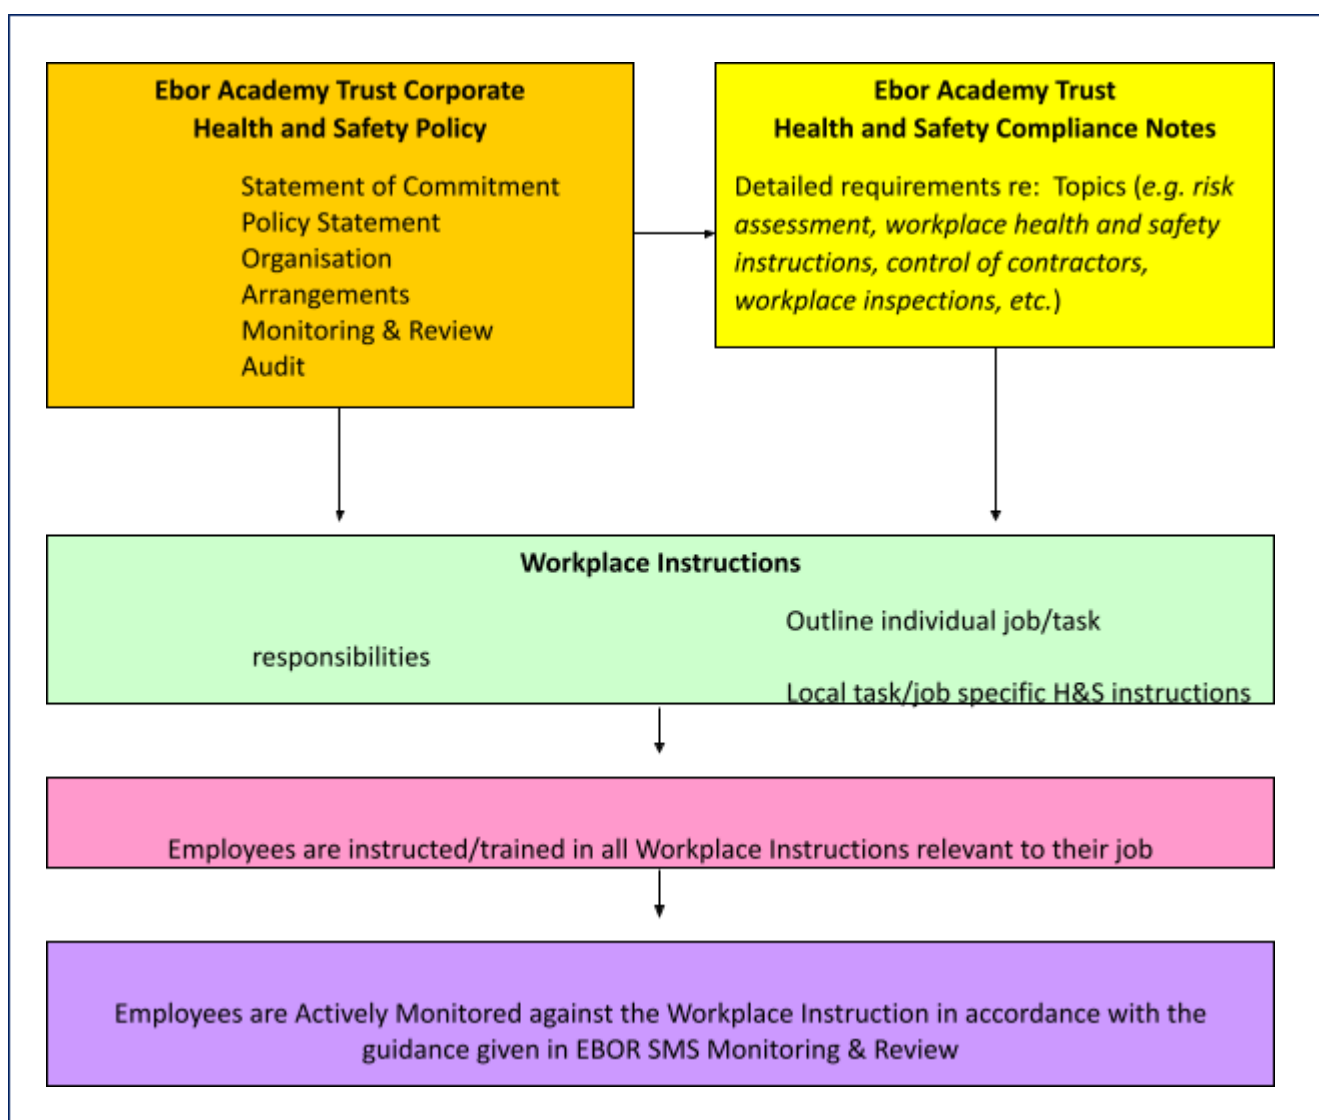 Ebor Academy Trust Corporate
Health and Safety Policy
Statement of Commitment
Policy Statement
Organisation
Arrangements
Monitoring & Review
Audit
Ebor Academy Trust
Health and Safety Compliance Notes
Detailed requirements re:  Topics (e.g. risk
assessment, workplace health and safety
instructions, control of contractors,
workplace inspections, etc.)
Workplace Instructions
Outline individual job/task
responsibilities
Local task/job specific H&S instructions
Employees are instructed/trained in all Workplace Instructions relevant to their job
Employees are Actively Monitored against the Workplace Instruction in accordance with the
guidance given in EBOR SMS Monitoring & Review